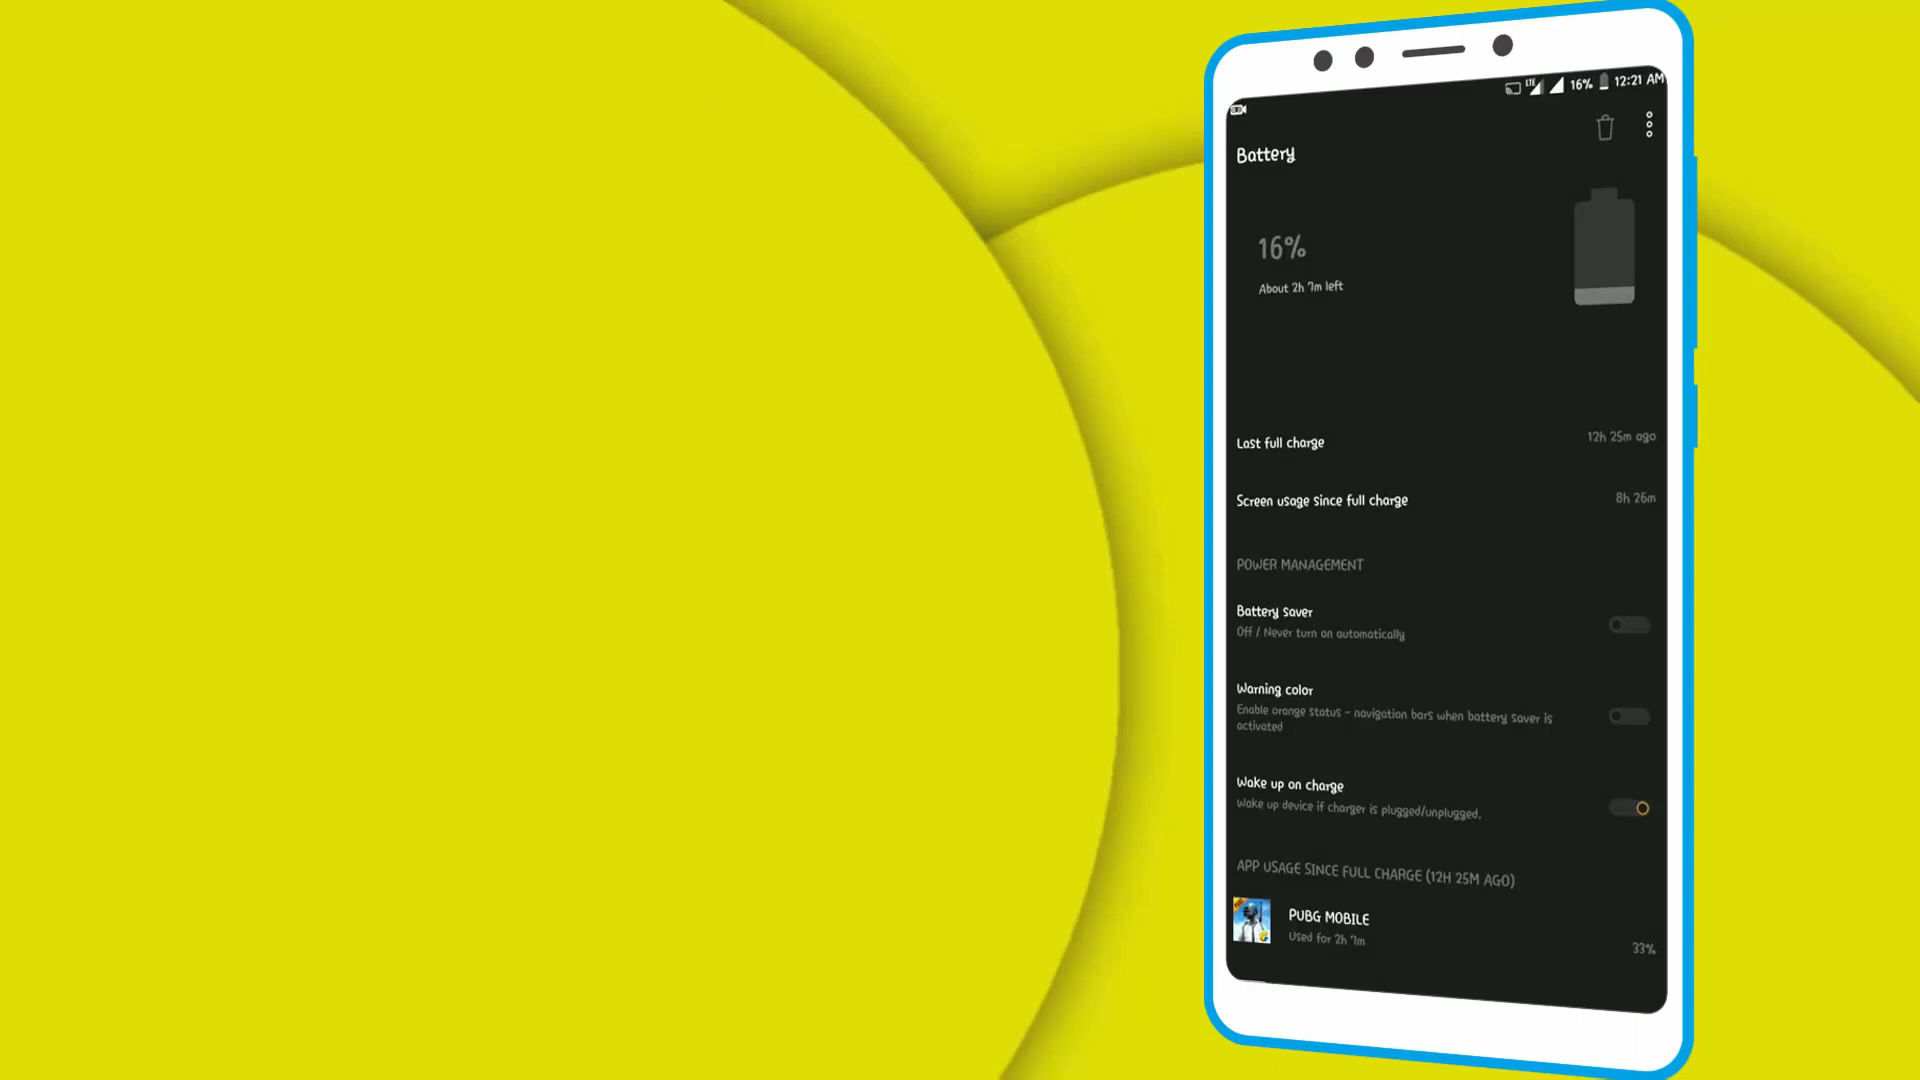 LTE 16% 12:21 AM
Battery
16%
About 2h 7m left
Last full charge 12h 25m ago
Screen usage since full charge 8h 26m
POWER MANAGEMENT
Battery saver
Off / Never turn on automatically
Warning color
Enable orange status – navigation bars when battery saver is
activated
Wake up on charge
Wake up device if charger is plugged/unplugged.
APP USAGE SINCE FULL CHARGE (12H 25M AGO)
PUBG MOBILE
Used for 2h 7m
33%